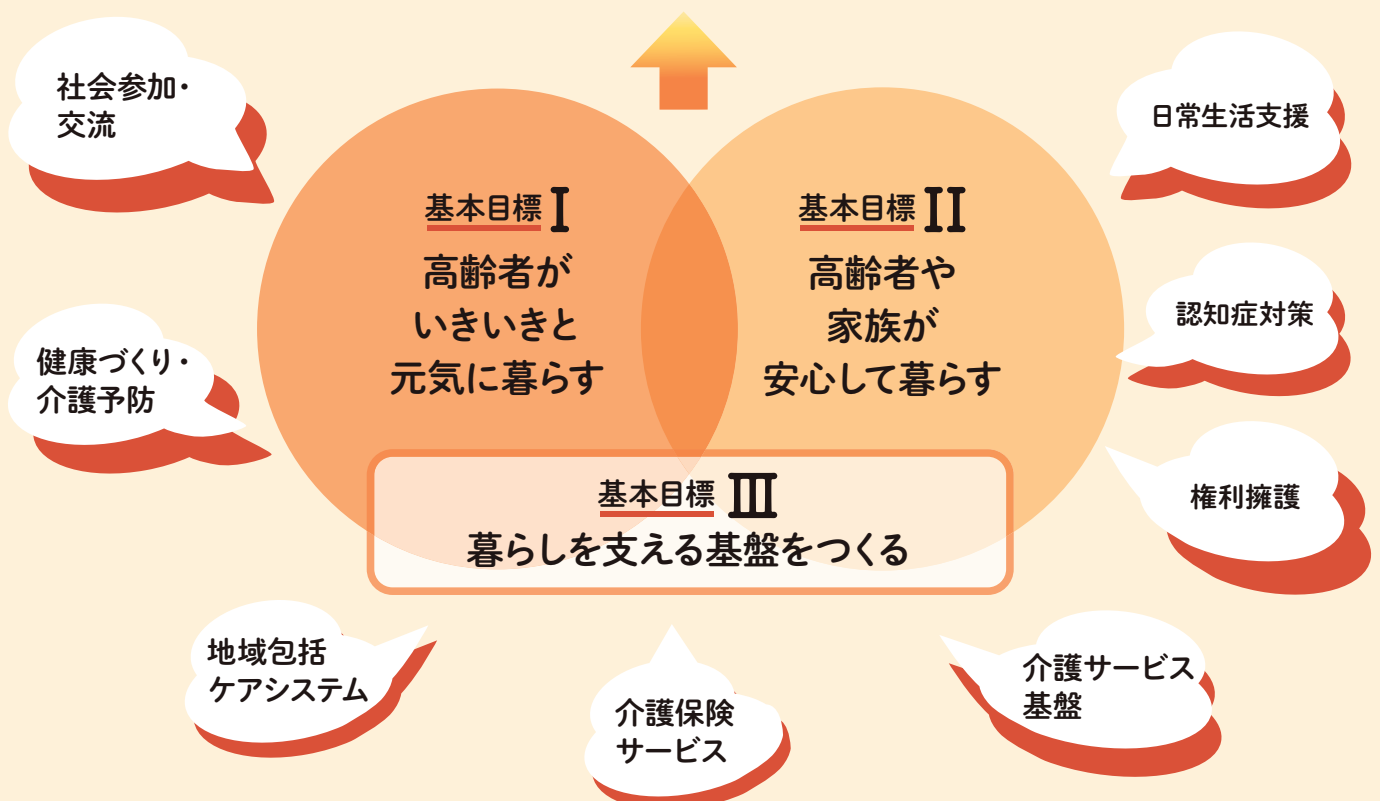 社会参加・
交流
健康づくり・
介護予防
基本目標 I
高齢者が
いきいきと
元気に暮らす
基本目標 II
高齢者や
家族が
安心して暮らす
日常生活支援
認知症対策
権利擁護
基本目標 III
暮らしを支える基盤をつくる
地域包括
ケアシステム
介護保険
サービス
介護サービス
基盤